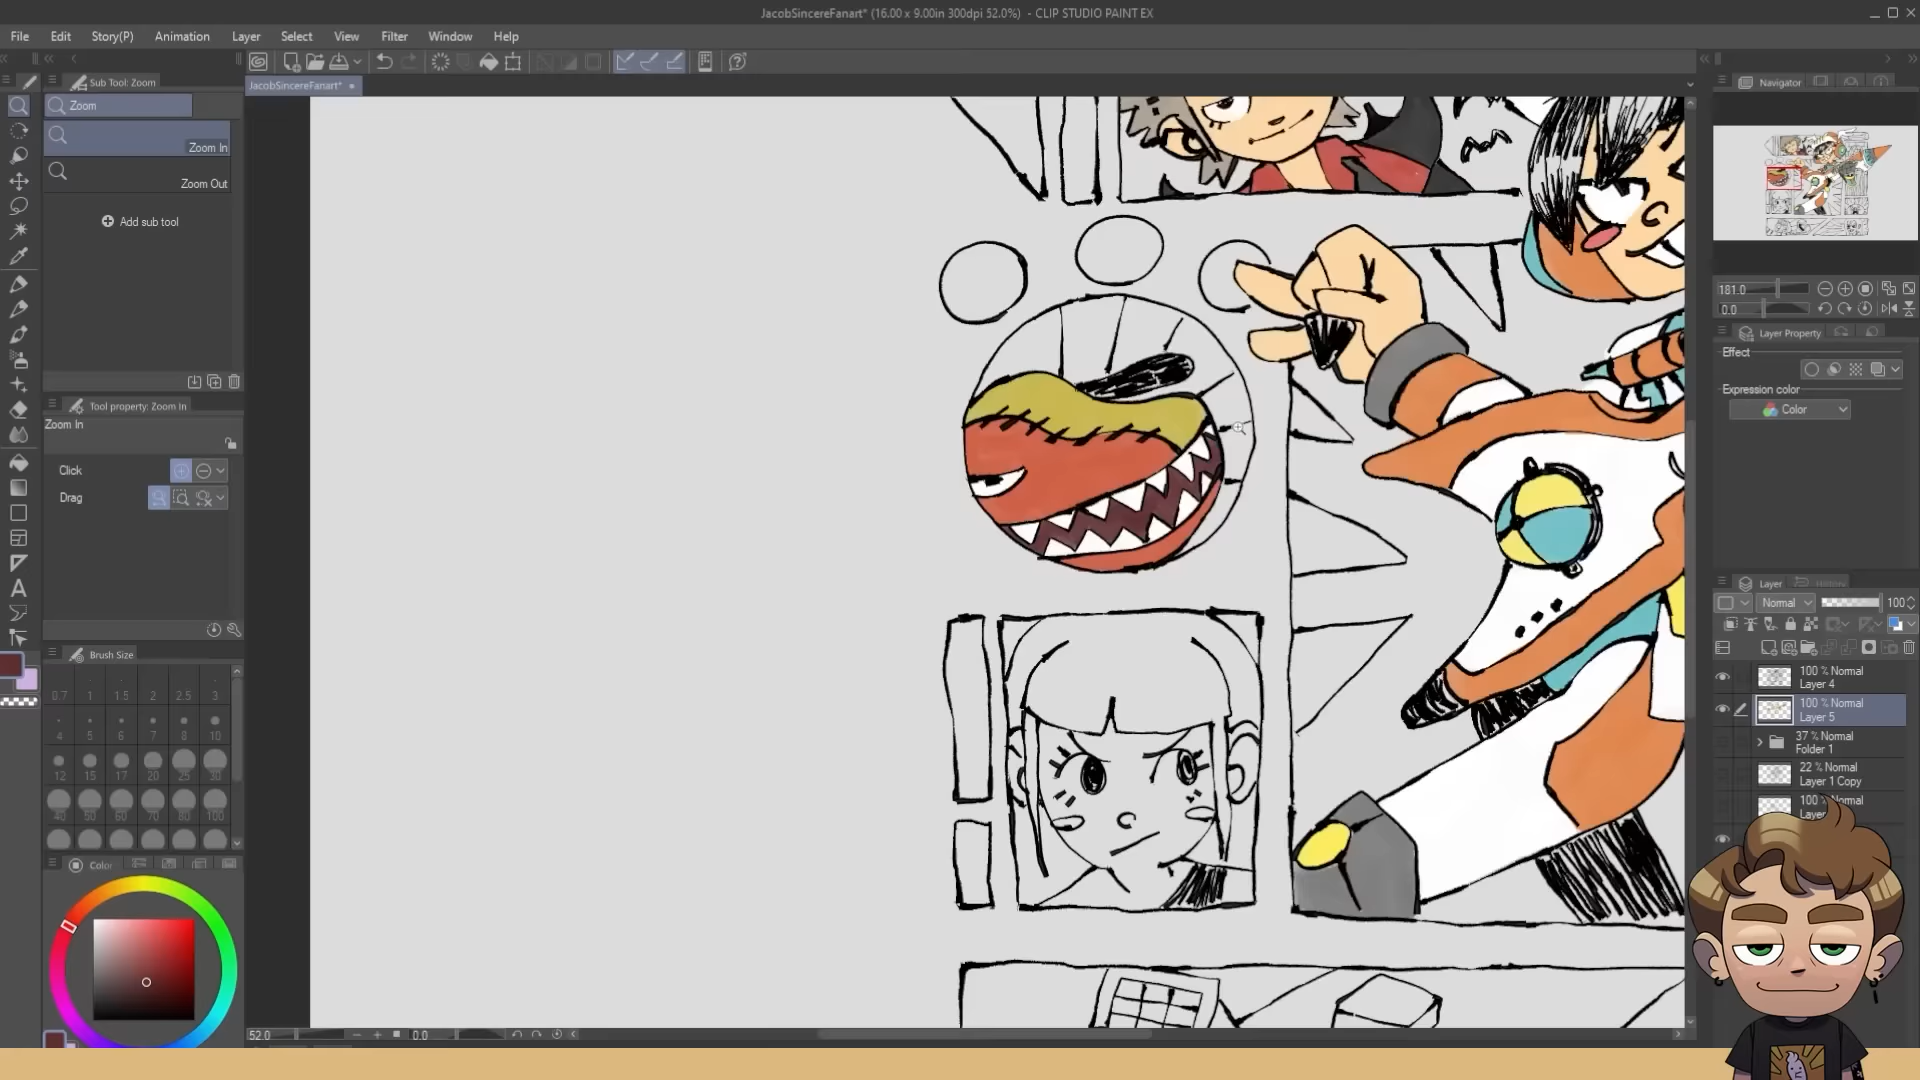 JacobSincereFanart* (16.00 x 9.00in 300dpi 52.0%) - CLIP STUDIO PAINT EX
File Edit Story(P) Animation Layer Select View Filter Window Help
Sub Tool: Zoom
JacobSincereFanart*
Navigator
Zoom
Zoom In
Zoom Out
Add sub tool
181.0
0.0
Layer Property
Effect
Expression color
Color
Tool property: Zoom In
Zoom In
Click
Drag
Layer
Normal
100
100 % Normal
Layer 4
100 % Normal
Layer 5
37 % Normal
Folder 1
22 % Normal
Layer 1 Copy
100 % Normal
Brush Size
0.7 1 1.5 2 2.5 3
4 5 6 7 8 10
12 15 17 20 25 30
40 50 60 70 80 100
52.0
0.0